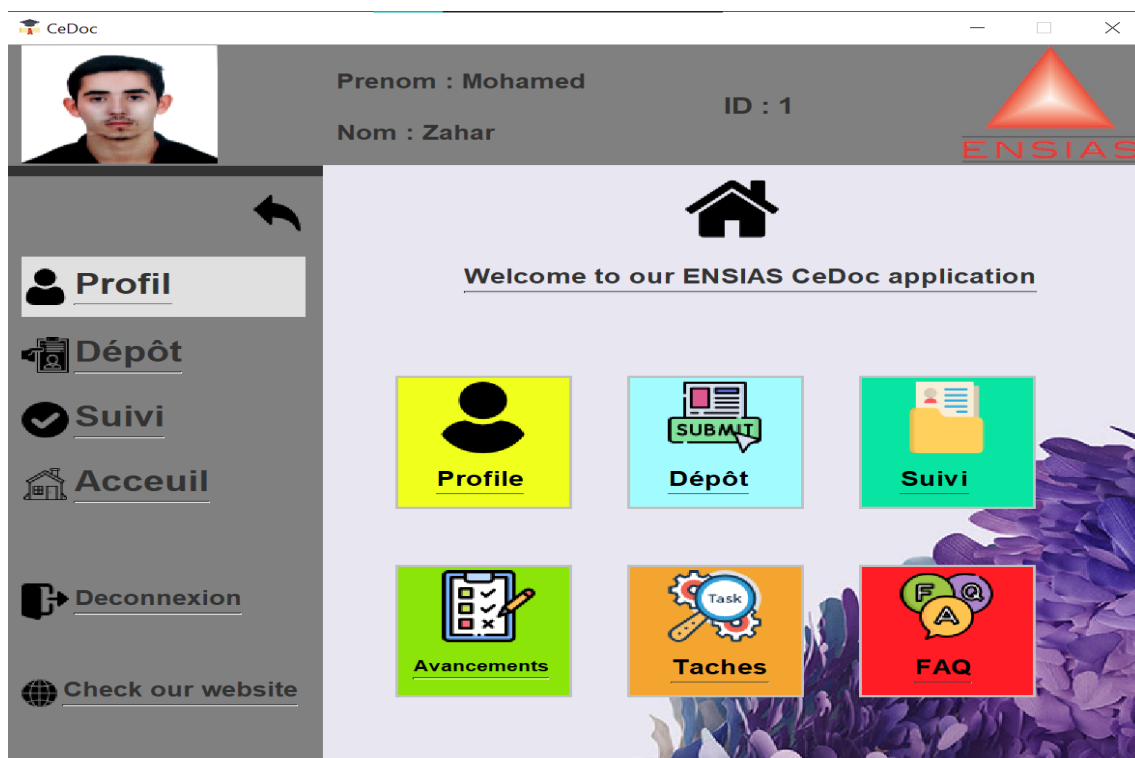 CeDoc
Prenom : Mohamed
Nom : Zahar
ID : 1
ENSIAS
Profil
Dépôt
Suivi
Acceuil
Deconnexion
Check our website
Welcome to our ENSIAS CeDoc application
Profile
SUBMIT
Dépôt
Suivi
Avancements
Task
Taches
F Q
A
FAQ